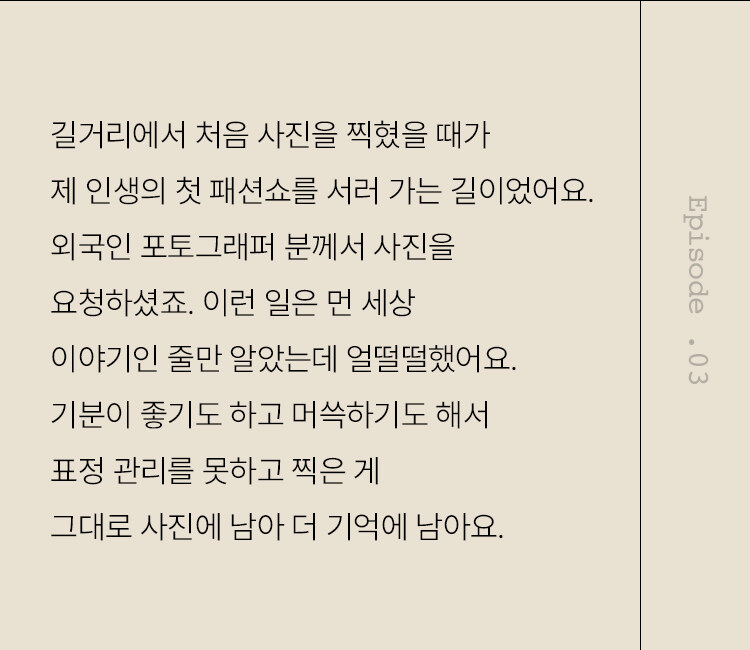 길거리에서 처음 사진을 찍혔을 때가
제 인생의 첫 패션쇼를 서러 가는 길이었어요.
외국인 포토그래퍼 분께서 사진을
요청하셨죠. 이런 일은 먼 세상
이야기인 줄만 알았는데 얼떨떨했어요.
기분이 좋기도 하고 머쓱하기도 해서
표정 관리를 못하고 찍은 게
그대로 사진에 남아 더 기억에 남아요.
Episode .03